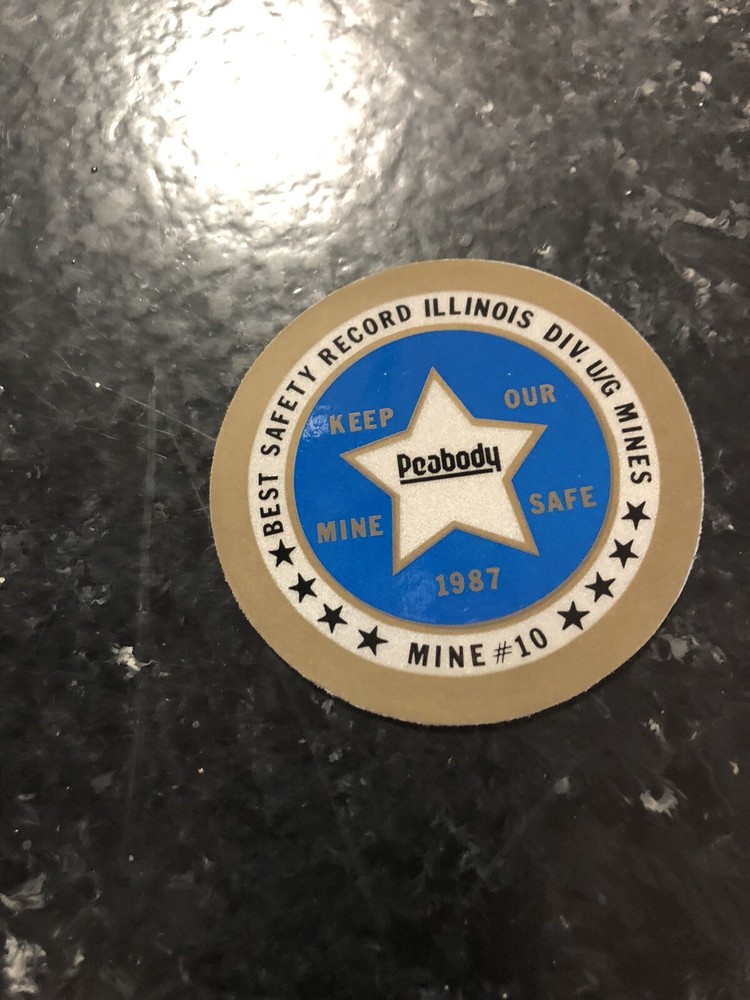 BEST SAFETY RECORD ILLINOIS DIV. U/G MINES
KEEP OUR
Peabody
MINE SAFE
1987
MINE #10